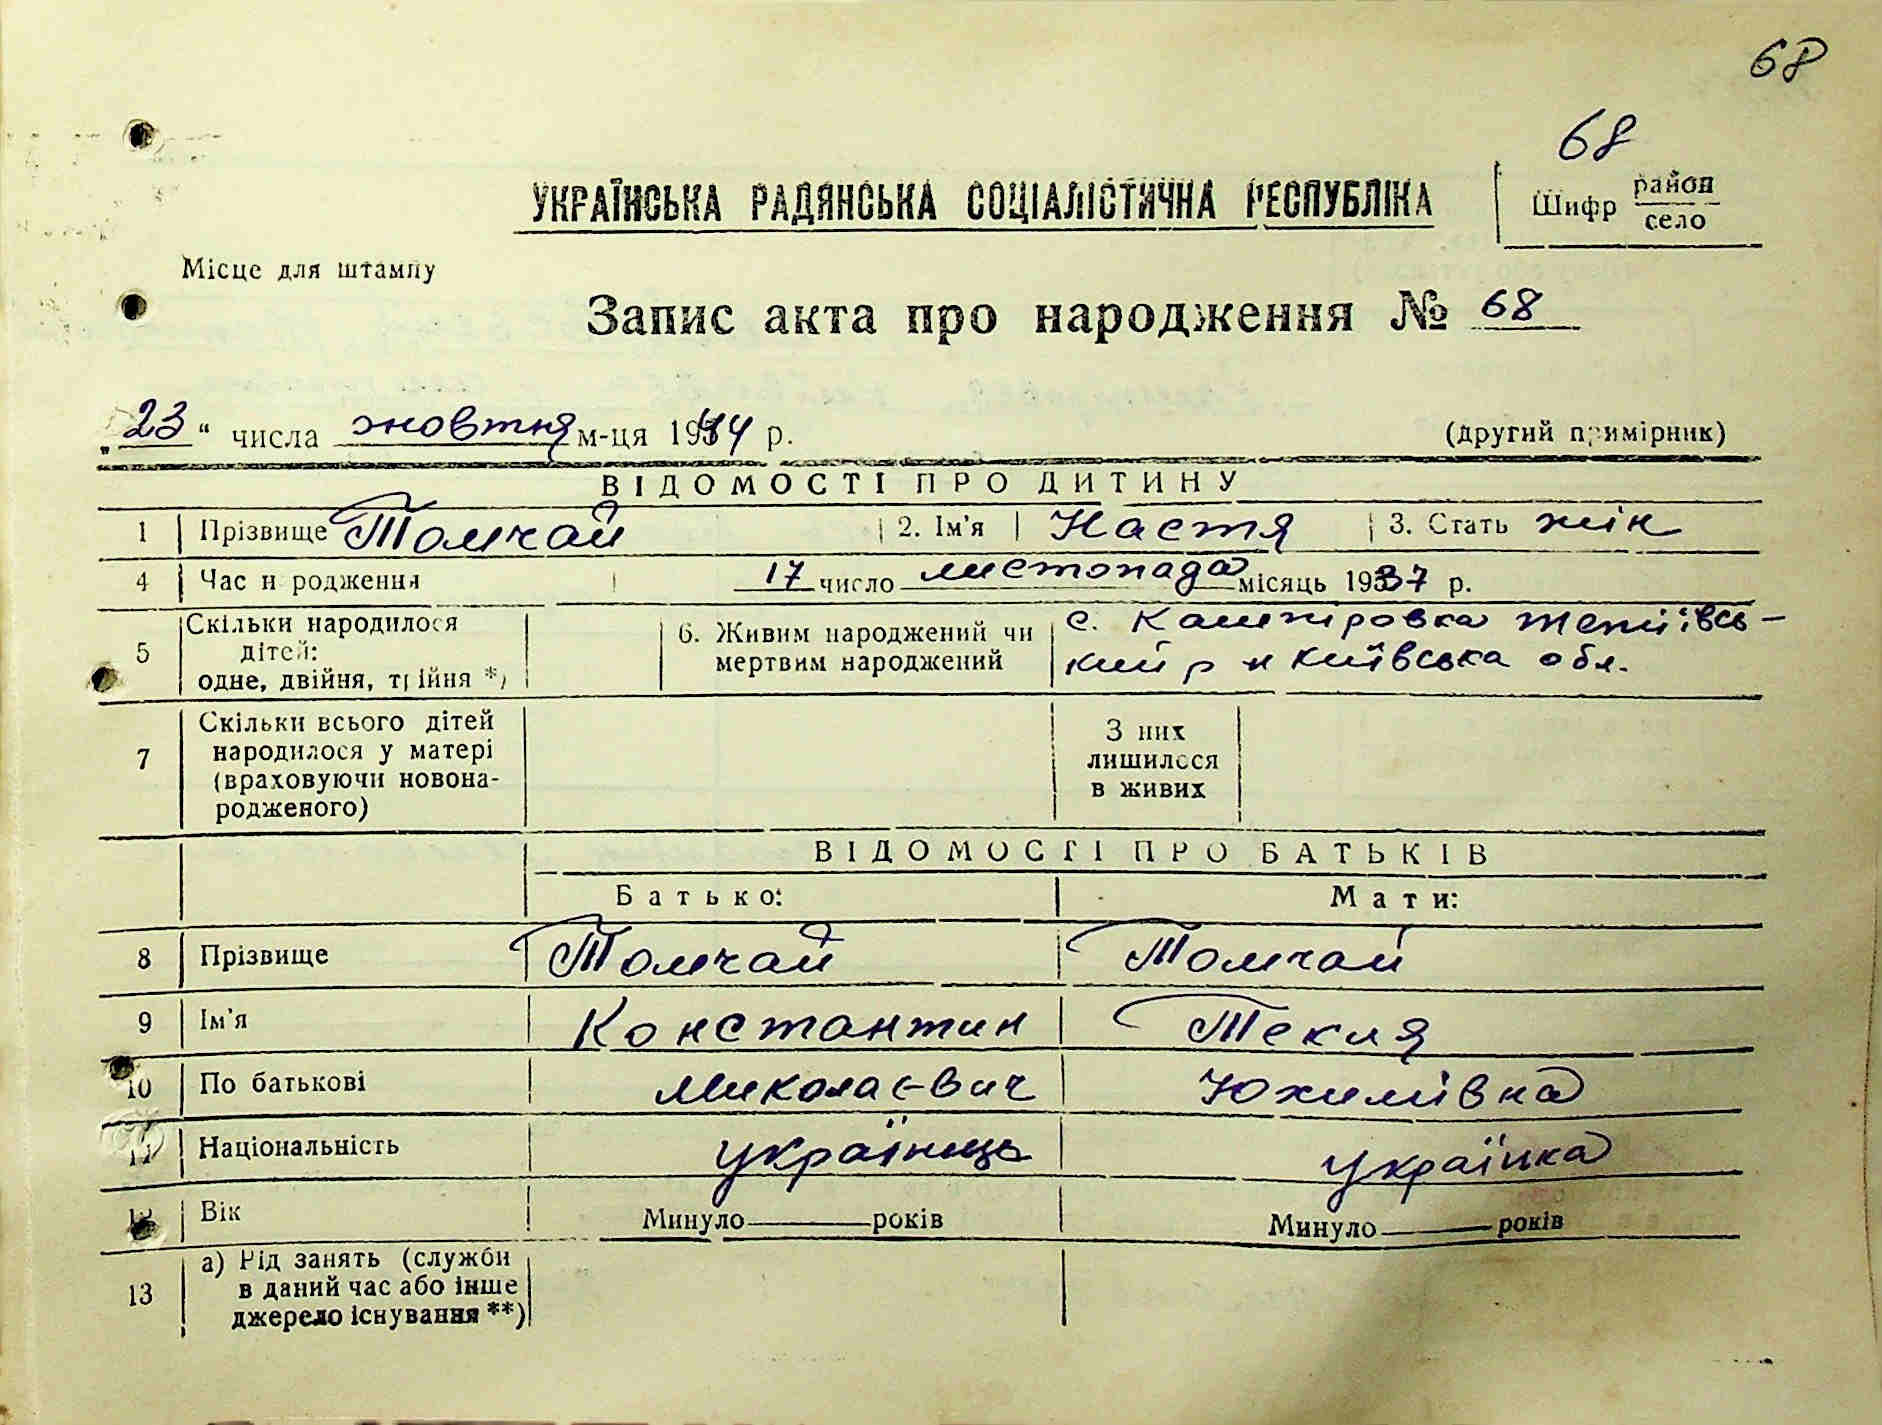 68
68
УКРАЇНСЬКА РАДЯНСЬКА СОЦІАЛІСТИЧНА РЕСПУБЛІКА
Шифр район
село
Місце для штампу
Запис акта про народження № 68
„23“ числа жовтня м-ця 1944 р.
(другий примірник)
ВІДОМОСТІ ПРО ДИТИНУ
1 Прізвище Томчай 2. Ім'я Настя 3. Стать жін
4 Час народження 17 число листопада місяць 1937 р.
5 Скільки народилося
дітей:
одне, двійня, трійня *)
6. Живим народжений чи
мертвим народжений
с. Кашпіровка тетіївсь-
кий р н Київська обл.
7 Скільки всього дітей
народилося у матері
(враховуючи новона-
родженого)
З них
лишилося
в живих
ВІДОМОСТІ ПРО БАТЬКІВ
Батько: Мати:
8 Прізвище Томчай Томчай
9 Ім'я Константин Текля
10 По батькові Миколаєвич Юхимівна
11 Національність українець українка
12 Вік Минуло ——— років Минуло ——— років
13 а) Рід занять (служби
в даний час або інше
джерело існування **)